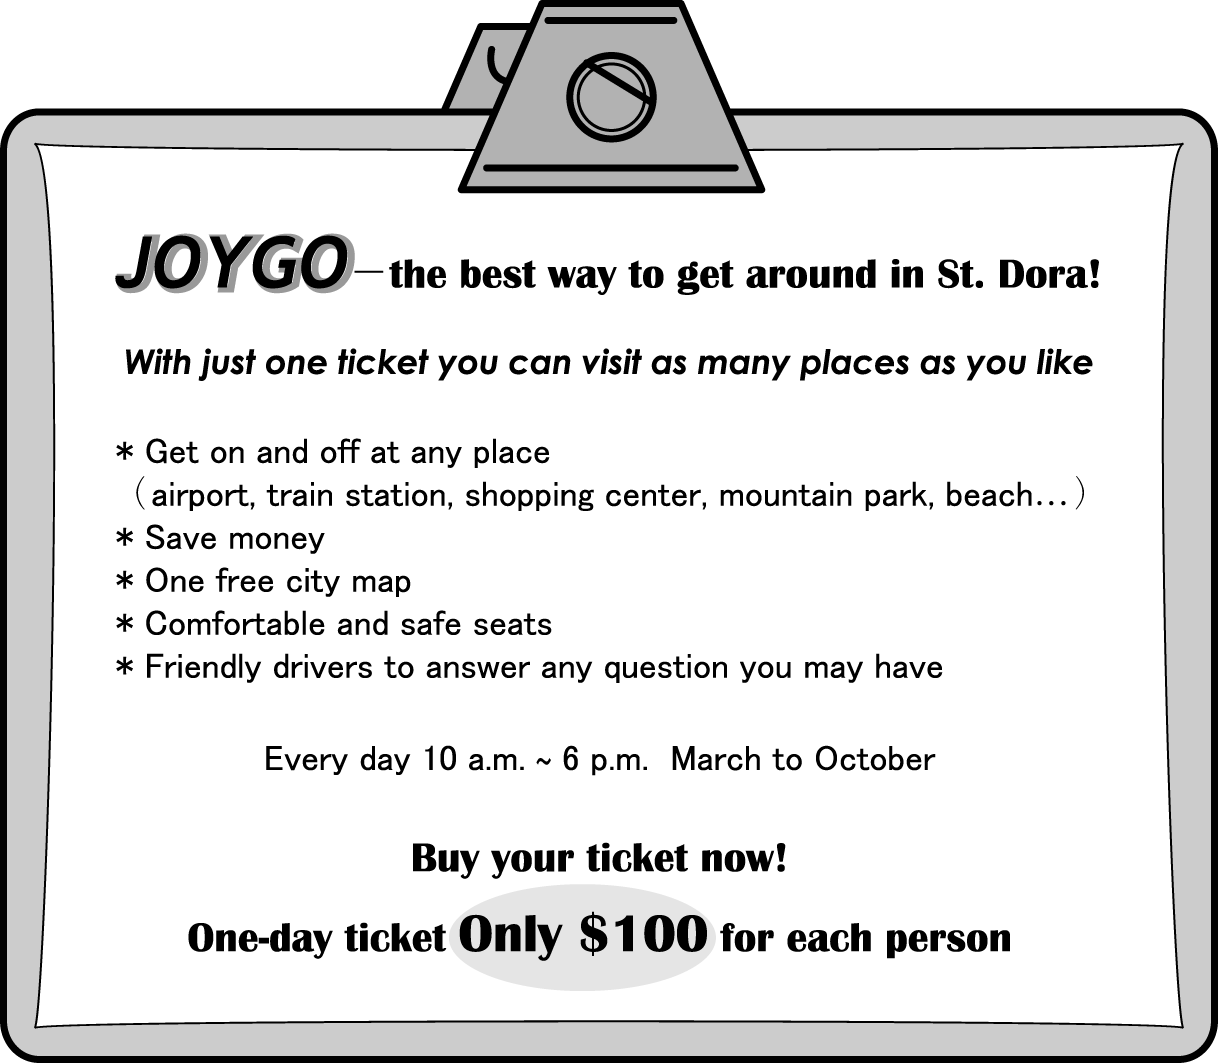 JOYGO—the best way to get around in St. Dora!
With just one ticket you can visit as many places as you like
* Get on and off at any place
（airport, train station, shopping center, mountain park, beach…）
* Save money
* One free city map
* Comfortable and safe seats
* Friendly drivers to answer any question you may have
Every day 10 a.m. ~ 6 p.m.  March to October
Buy your ticket now!
One-day ticket Only $100 for each person